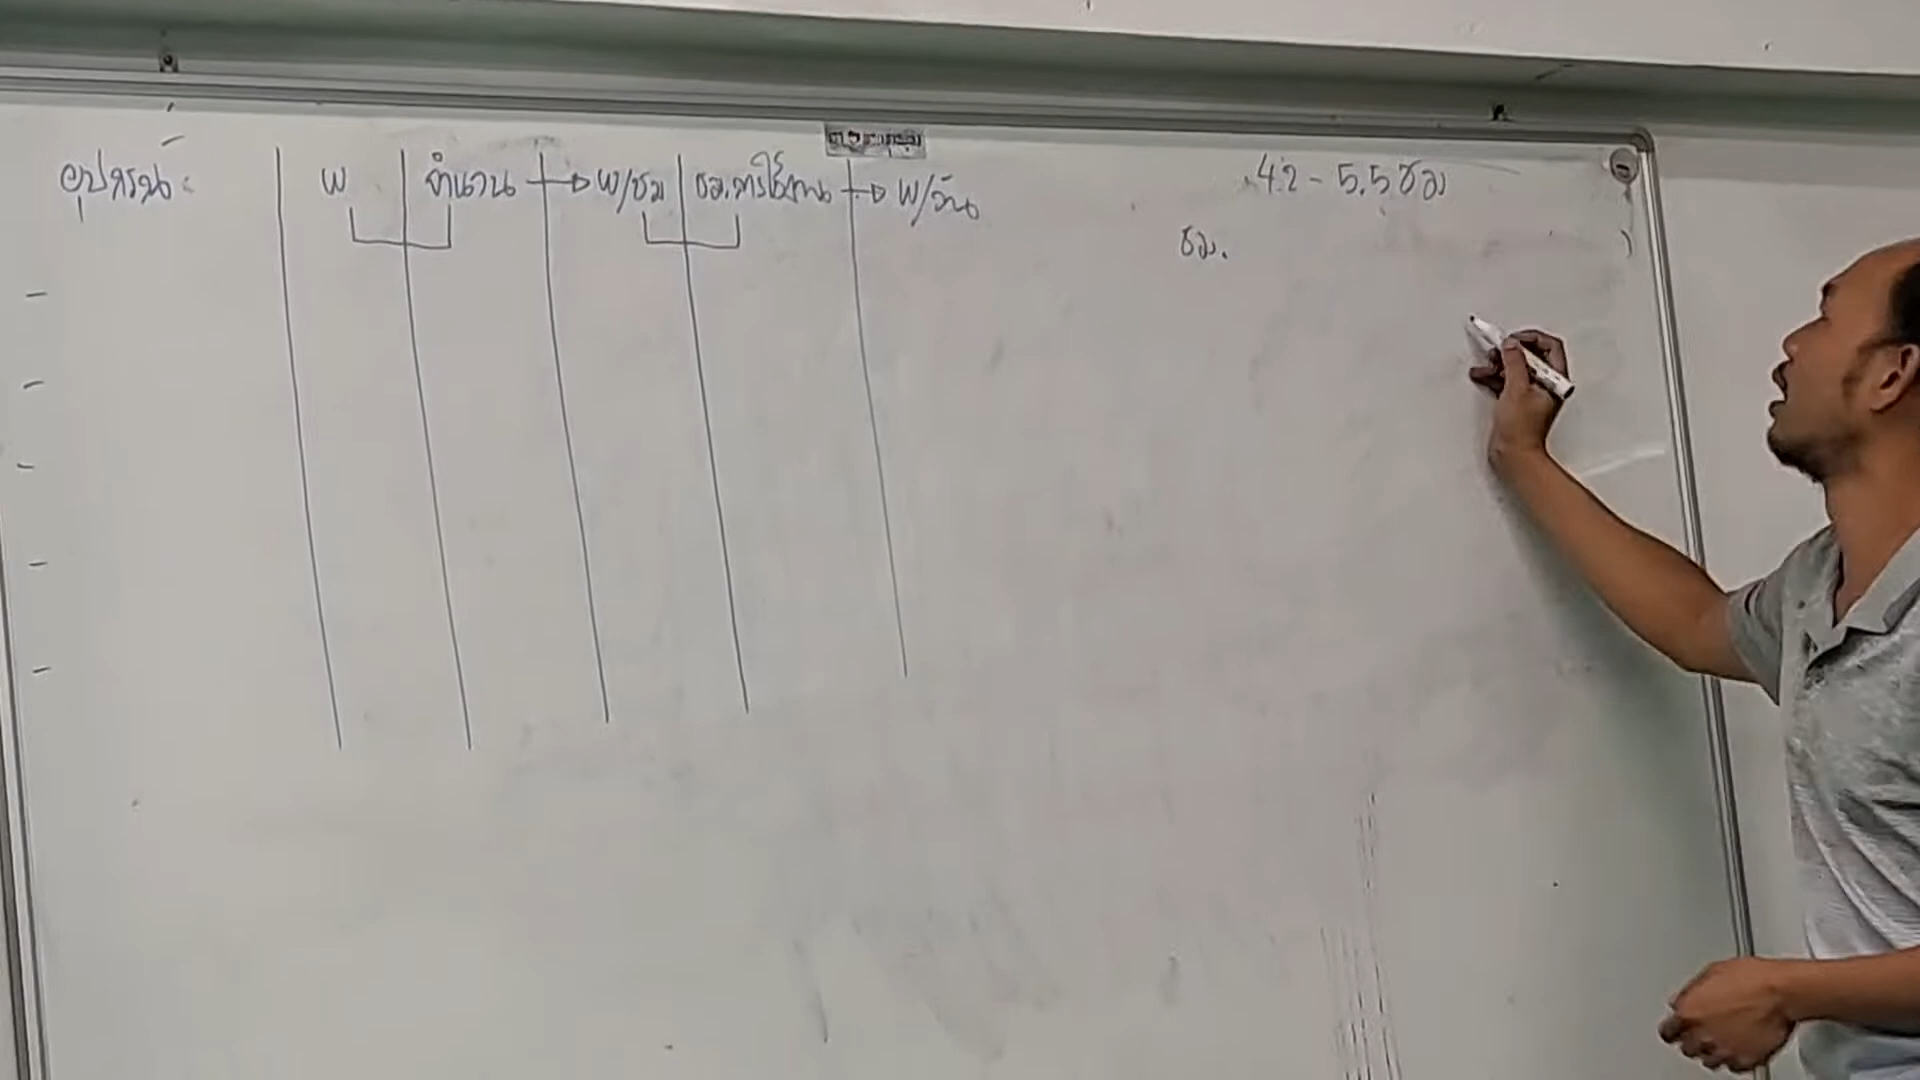 อุปกรณ์ W จำนวน → W/ชม ชม.การใช้งาน → W/วัน
4.2 - 5.5 ชม
ชม.